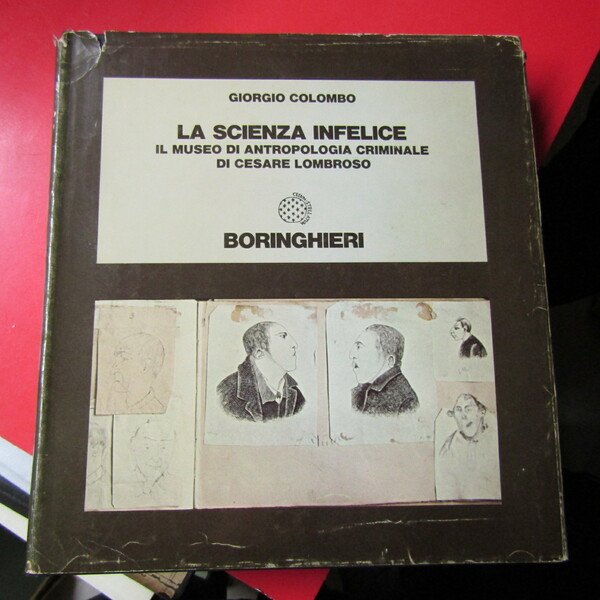 GIORGIO COLOMBO
LA SCIENZA INFELICE
IL MUSEO DI ANTROPOLOGIA CRIMINALE
DI CESARE LOMBROSO
BORINGHIERI